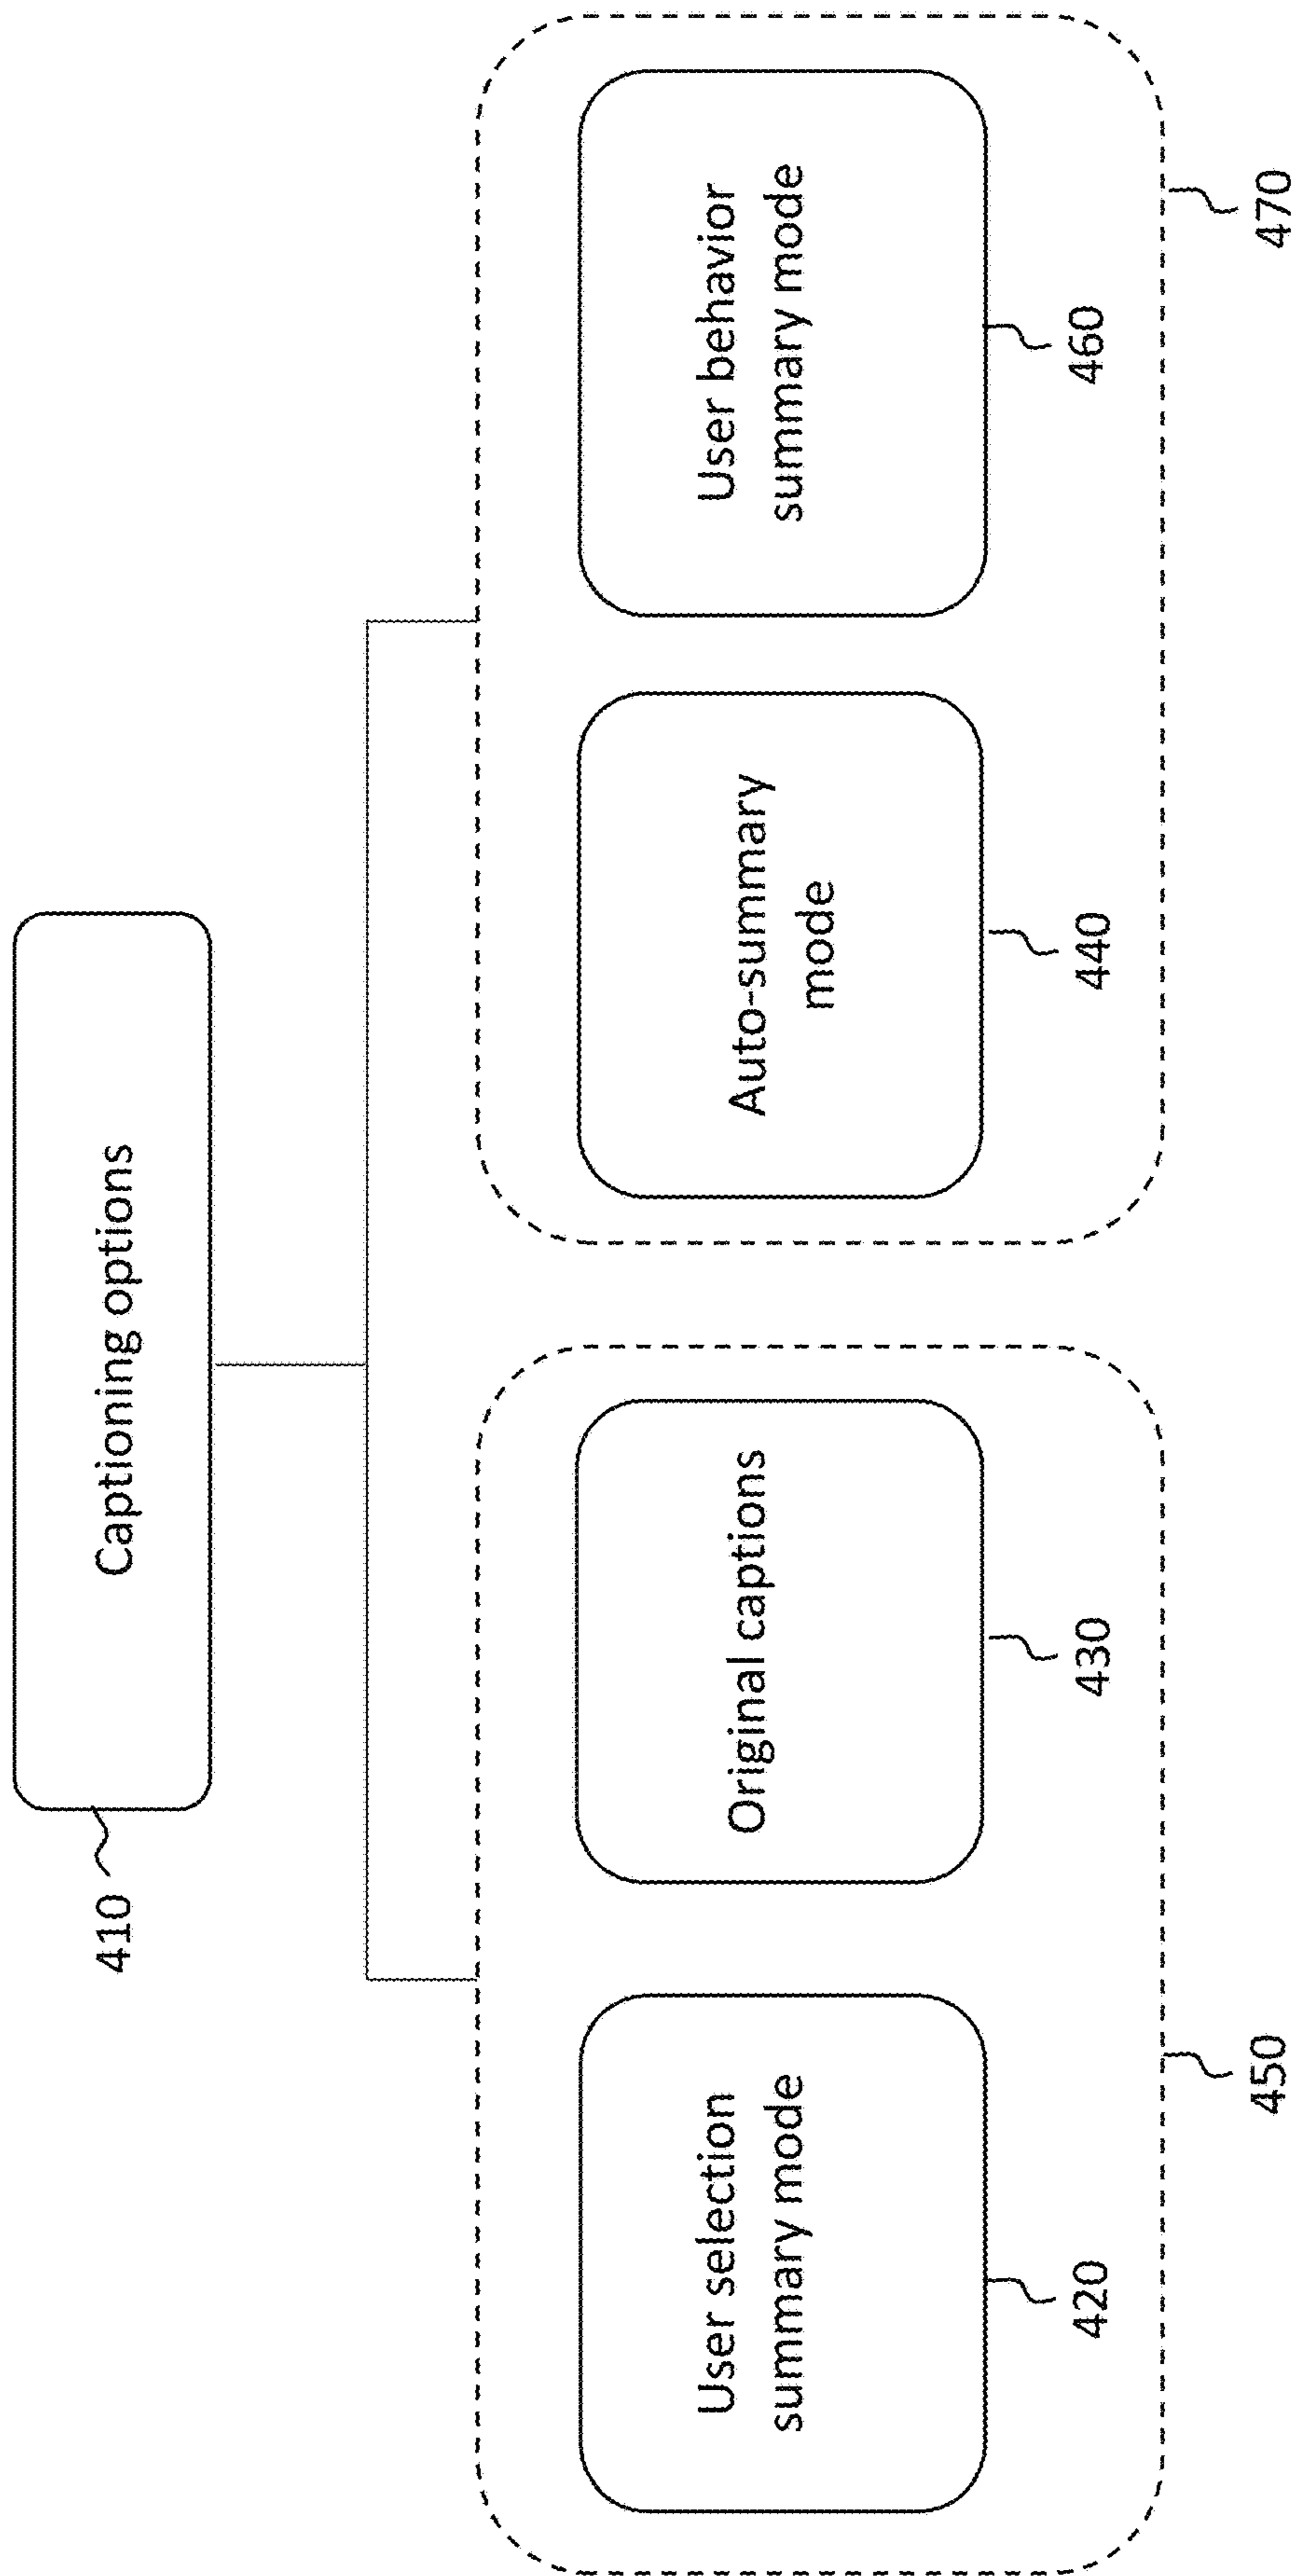 Captioning options
410
User selection
summary mode
420
Original captions
430
450
Auto-summary
mode
440
User behavior
summary mode
460
470